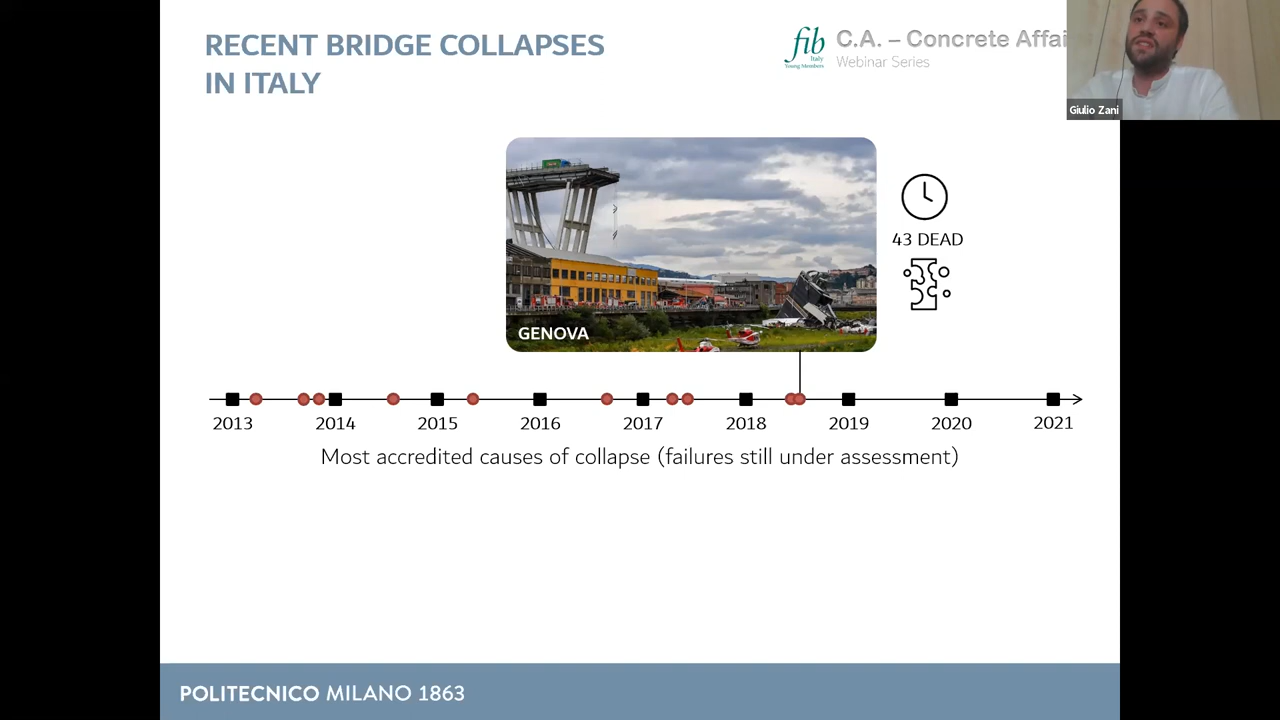 RECENT BRIDGE COLLAPSES
IN ITALY
fib
Italy
Young Members
C.A. – Concrete Affai
Webinar Series
Giulio Zani
43 DEAD
GENOVA
2013 2014 2015 2016 2017 2018 2019 2020 2021
Most accredited causes of collapse (failures still under assessment)
POLITECNICO MILANO 1863